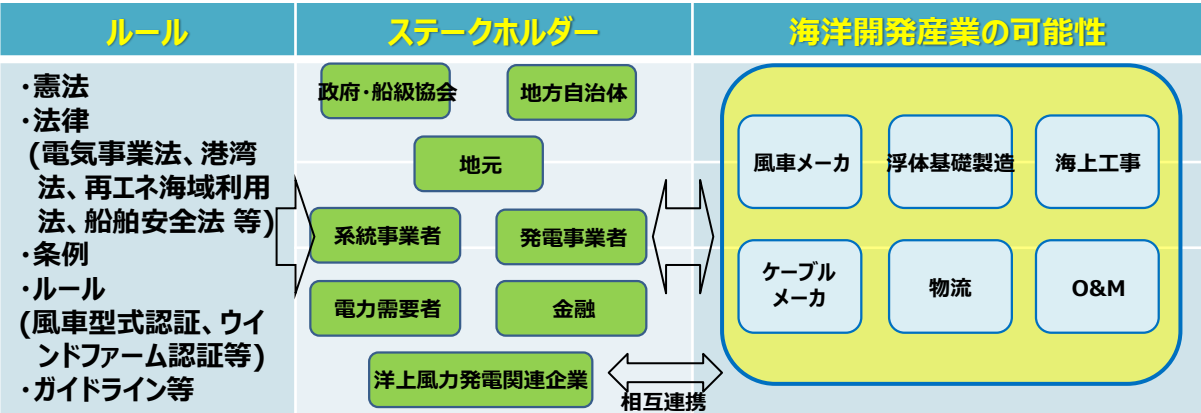 ルール
ステークホルダー
海洋開発産業の可能性
・憲法
・法律
(電気事業法、港湾
法、再エネ海域利用
法、船舶安全法 等)
・条例
・ルール
(風車型式認証、ウイ
ンドファーム認証等)
・ガイドライン等
政府・船級協会
地方自治体
地元
系統事業者
発電事業者
電力需要者
金融
洋上風力発電関連企業
相互連携
風車メーカ
浮体基礎製造
海上工事
ケーブル
メーカ
物流
O&M